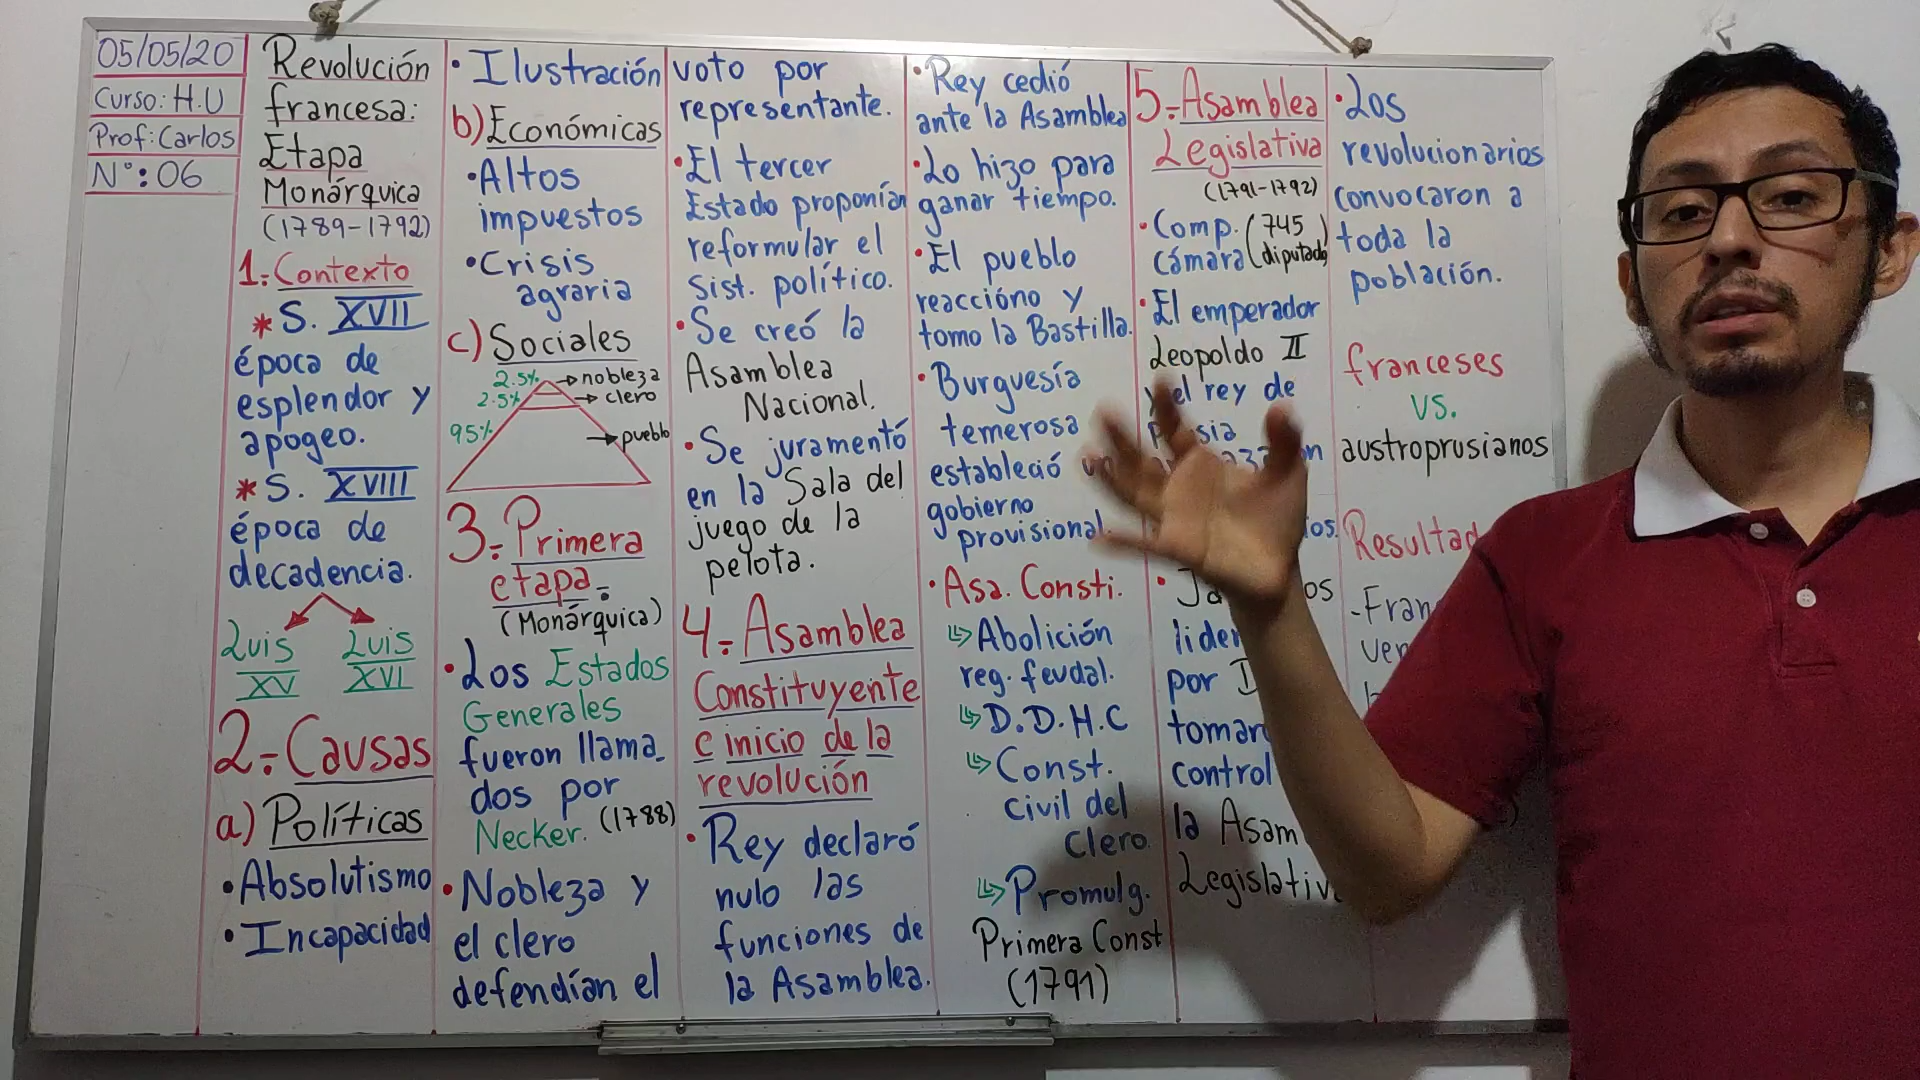 05/05/20
Curso: H.U
Prof: Carlos
N°: 06
Revolución
francesa:
Etapa
Monárquica
(1789-1792)
1.- Contexto
* S. XVII
época de
esplendor y
apogeo.
* S. XVIII
época de
decadencia.
Luis Luis
XV XVI
2.- Causas
a) Políticas
• Absolutismo
• Incapacidad
• Ilustración
b) Económicas
• Altos
impuestos
• Crisis
agraria
c) Sociales
2.5% → nobleza
2.5% → clero
95% → pueblo
3.- Primera
etapa.-
(Monárquica)
• Los Estados
Generales
fueron llama_
dos por
Necker. (1788)
• Nobleza y
el clero
defendían el
voto por
representante.
• El tercer
Estado proponían
reformular el
sist. político.
• Se creó la
Asamblea
Nacional.
• Se juramentó
en la Sala del
juego de la
pelota.
4.- Asamblea
Constituyente
e inicio de la
revolución
• Rey declaró
nulo las
funciones de
la Asamblea.
• Rey cedió
ante la Asamblea
• Lo hizo para
ganar tiempo.
• El pueblo
reaccióno y
tomo la Bastilla.
• Burguesía
temerosa
estableció un
gobierno
provisional.
• Asa. Consti.
↳ Abolición
reg. feudal.
↳ D.D.H.C
↳ Const.
civil del
Clero
↳ Promulg.
Primera Const
(1791)
5.- Asamblea
Legislativa
(1791-1792)
• Comp. (745
cámara (diputado
• El emperador
Leopoldo II
y el rey de
por
tomar
control
la Asam
Legislativ
• Los
revolucionarios
convocaron a
toda la
población.
franceses
vs.
austroprusianos
Resultad
- Fran